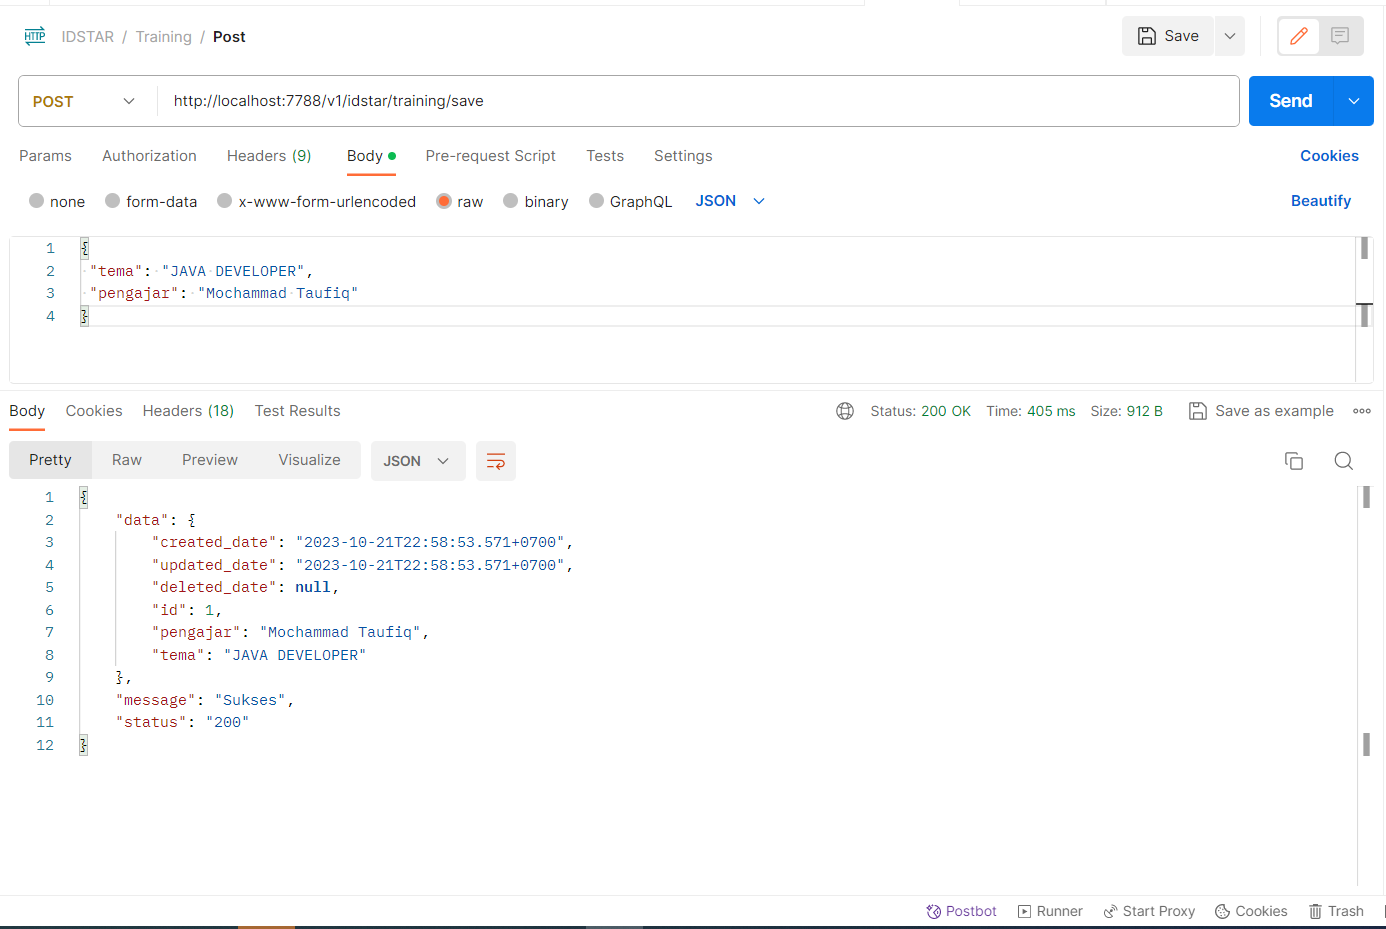 HTTP IDSTAR / Training / Post Save
POST http://localhost:7788/v1/idstar/training/save Send
Params Authorization Headers (9) Body Pre-request Script Tests Settings Cookies
none form-data x-www-form-urlencoded raw binary GraphQL JSON Beautify
1 {
2 "tema": "JAVA DEVELOPER",
3 "pengajar": "Mochammad Taufiq"
4 }
Body Cookies Headers (18) Test Results Status: 200 OK Time: 405 ms Size: 912 B Save as example
Pretty Raw Preview Visualize JSON
1 {
2 "data": {
3 "created_date": "2023-10-21T22:58:53.571+0700",
4 "updated_date": "2023-10-21T22:58:53.571+0700",
5 "deleted_date": null,
6 "id": 1,
7 "pengajar": "Mochammad Taufiq",
8 "tema": "JAVA DEVELOPER"
9 },
10 "message": "Sukses",
11 "status": "200"
12 }
Postbot Runner Start Proxy Cookies Trash